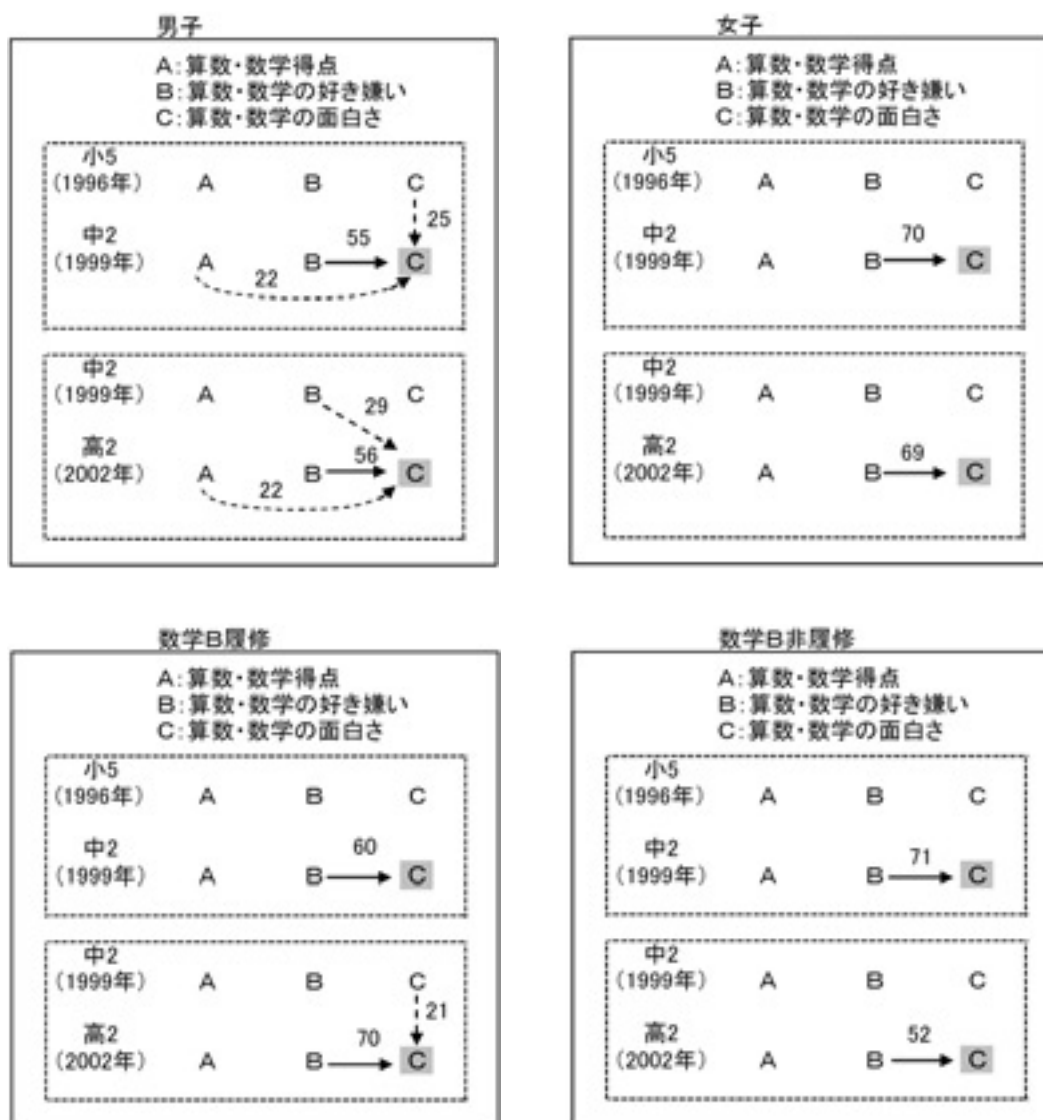 男子
A:算数・数学得点
B:算数・数学の好き嫌い
C:算数・数学の面白さ
小5
(1996年) A B C
25
中2
(1999年) A B C
55
22
中2
(1999年) A B C
29
高2
(2002年) A B C
56
22
女子
A:算数・数学得点
B:算数・数学の好き嫌い
C:算数・数学の面白さ
小5
(1996年) A B C
中2
(1999年) A B C
70
中2
(1999年) A B C
高2
(2002年) A B C
69
数学B履修
A:算数・数学得点
B:算数・数学の好き嫌い
C:算数・数学の面白さ
小5
(1996年) A B C
中2
(1999年) A B C
60
中2
(1999年) A B C
21
高2
(2002年) A B C
70
数学B非履修
A:算数・数学得点
B:算数・数学の好き嫌い
C:算数・数学の面白さ
小5
(1996年) A B C
中2
(1999年) A B C
71
中2
(1999年) A B C
高2
(2002年) A B C
52